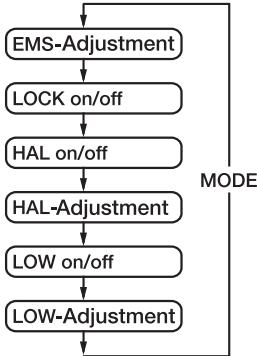 EMS-Adjustment
LOCK on/off
HAL on/off
MODE
HAL-Adjustment
LOW on/off
LOW-Adjustment